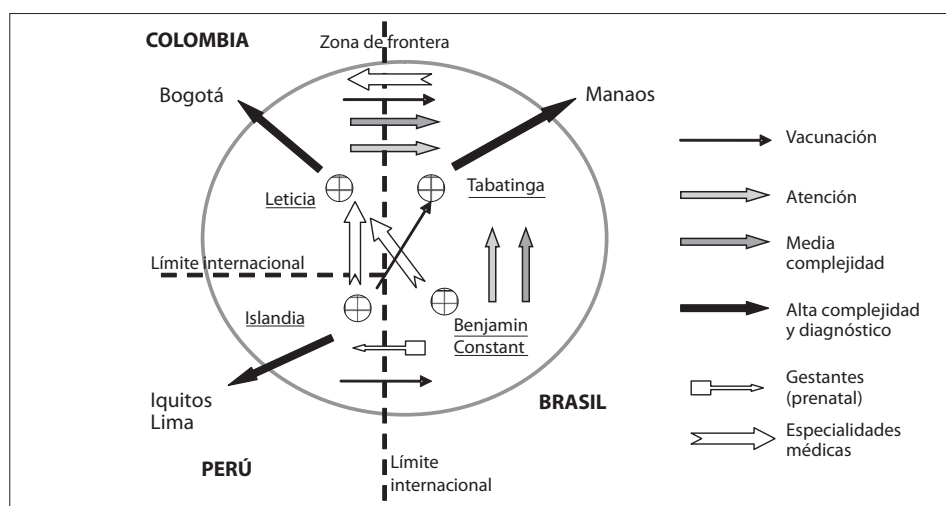 COLOMBIA
Zona de frontera
Bogotá
Manaos
Leticia
Tabatinga
Límite internacional
Islandia
Benjamin
Constant
Iquitos
Lima
BRASIL
PERÚ
Límite
internacional
Vacunación
Atención
Media
complejidad
Alta complejidad
y diagnóstico
Gestantes
(prenatal)
Especialidades
médicas